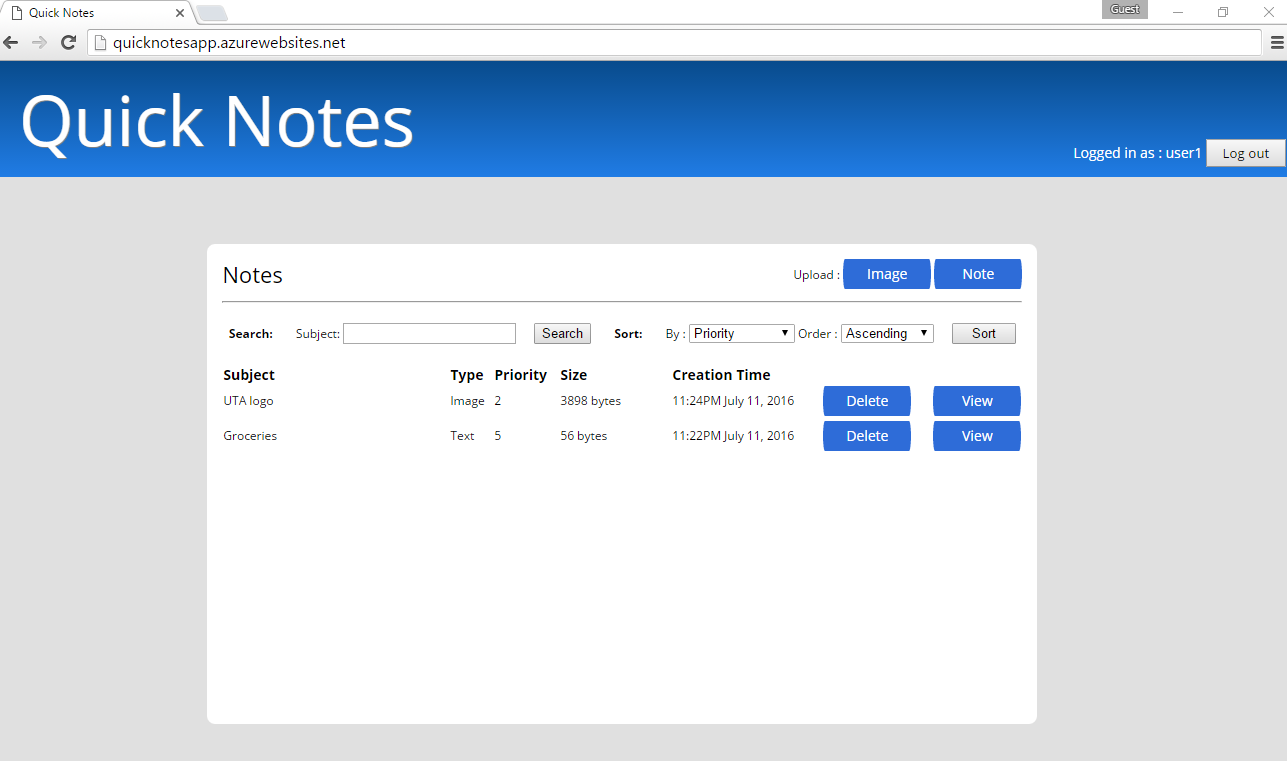 Quick Notes
Guest
quicknotesapp.azurewebsites.net
Quick Notes
Logged in as : user1 Log out
Notes Upload : Image Note
Search: Subject: Search Sort: By : Priority Order : Ascending Sort
Subject Type Priority Size Creation Time
UTA logo Image 2 3898 bytes 11:24PM July 11, 2016 Delete View
Groceries Text 5 56 bytes 11:22PM July 11, 2016 Delete View